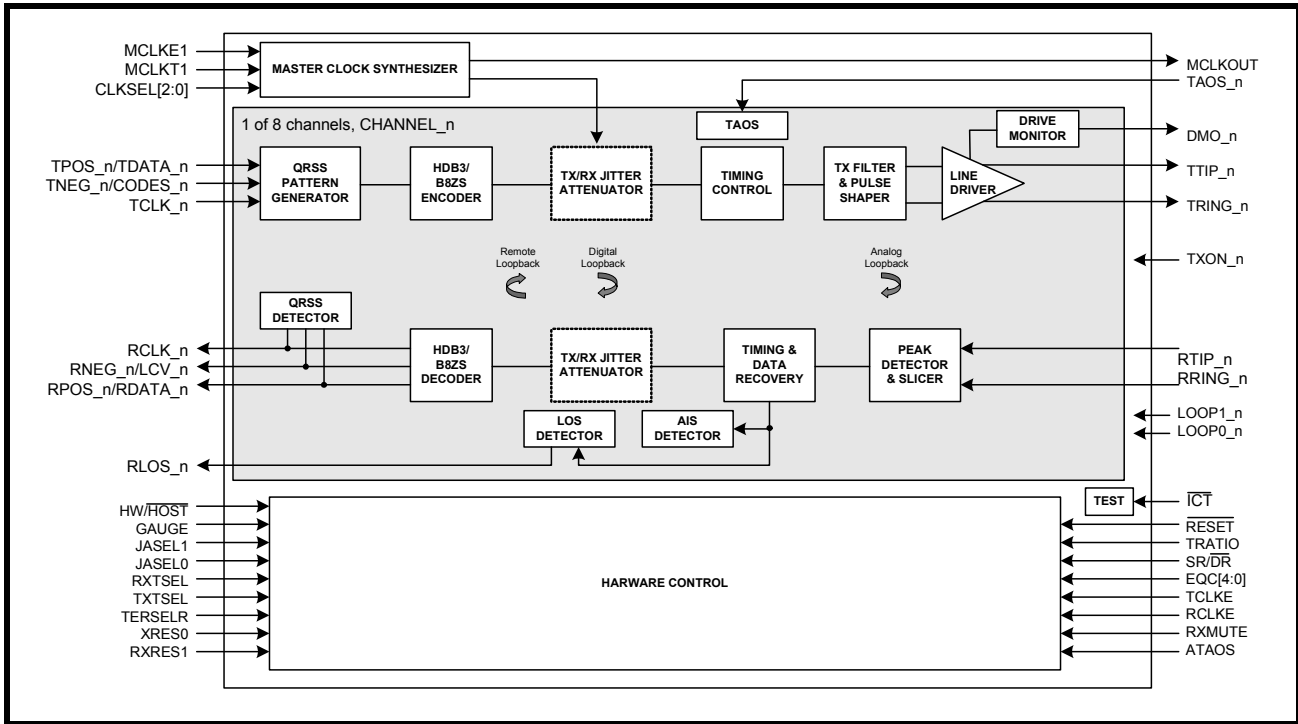 MCLKE1
MCLKT1
CLKSEL[2:0]
MASTER CLOCK SYNTHESIZER
MCLKOUT
TAOS_n
1 of 8 channels, CHANNEL_n
TAOS
DRIVE
MONITOR
DMO_n
TPOS_n/TDATA_n
TNEG_n/CODES_n
TCLK_n
QRSS
PATTERN
GENERATOR
HDB3/
B8ZS
ENCODER
TX/RX JITTER
ATTENUATOR
TIMING
CONTROL
TX FILTER
& PULSE
SHAPER
LINE
DRIVER
TTIP_n
TRING_n
Remote
Loopback
Digital
Loopback
Analog
Loopback
TXON_n
QRSS
DETECTOR
RCLK_n
RNEG_n/LCV_n
RPOS_n/RDATA_n
HDB3/
B8ZS
DECODER
TX/RX JITTER
ATTENUATOR
TIMING &
DATA
RECOVERY
PEAK
DETECTOR
& SLICER
RTIP_n
RRING_n
LOS
DETECTOR
AIS
DETECTOR
LOOP1_n
LOOP0_n
RLOS_n
TEST
ICT
HW/HOST
GAUGE
JASEL1
JASEL0
RXTSEL
TXTSEL
TERSELR
XRES0
RXRES1
HARWARE CONTROL
RESET
TRATIO
SR/DR
EQC[4:0]
TCLKE
RCLKE
RXMUTE
ATAOS